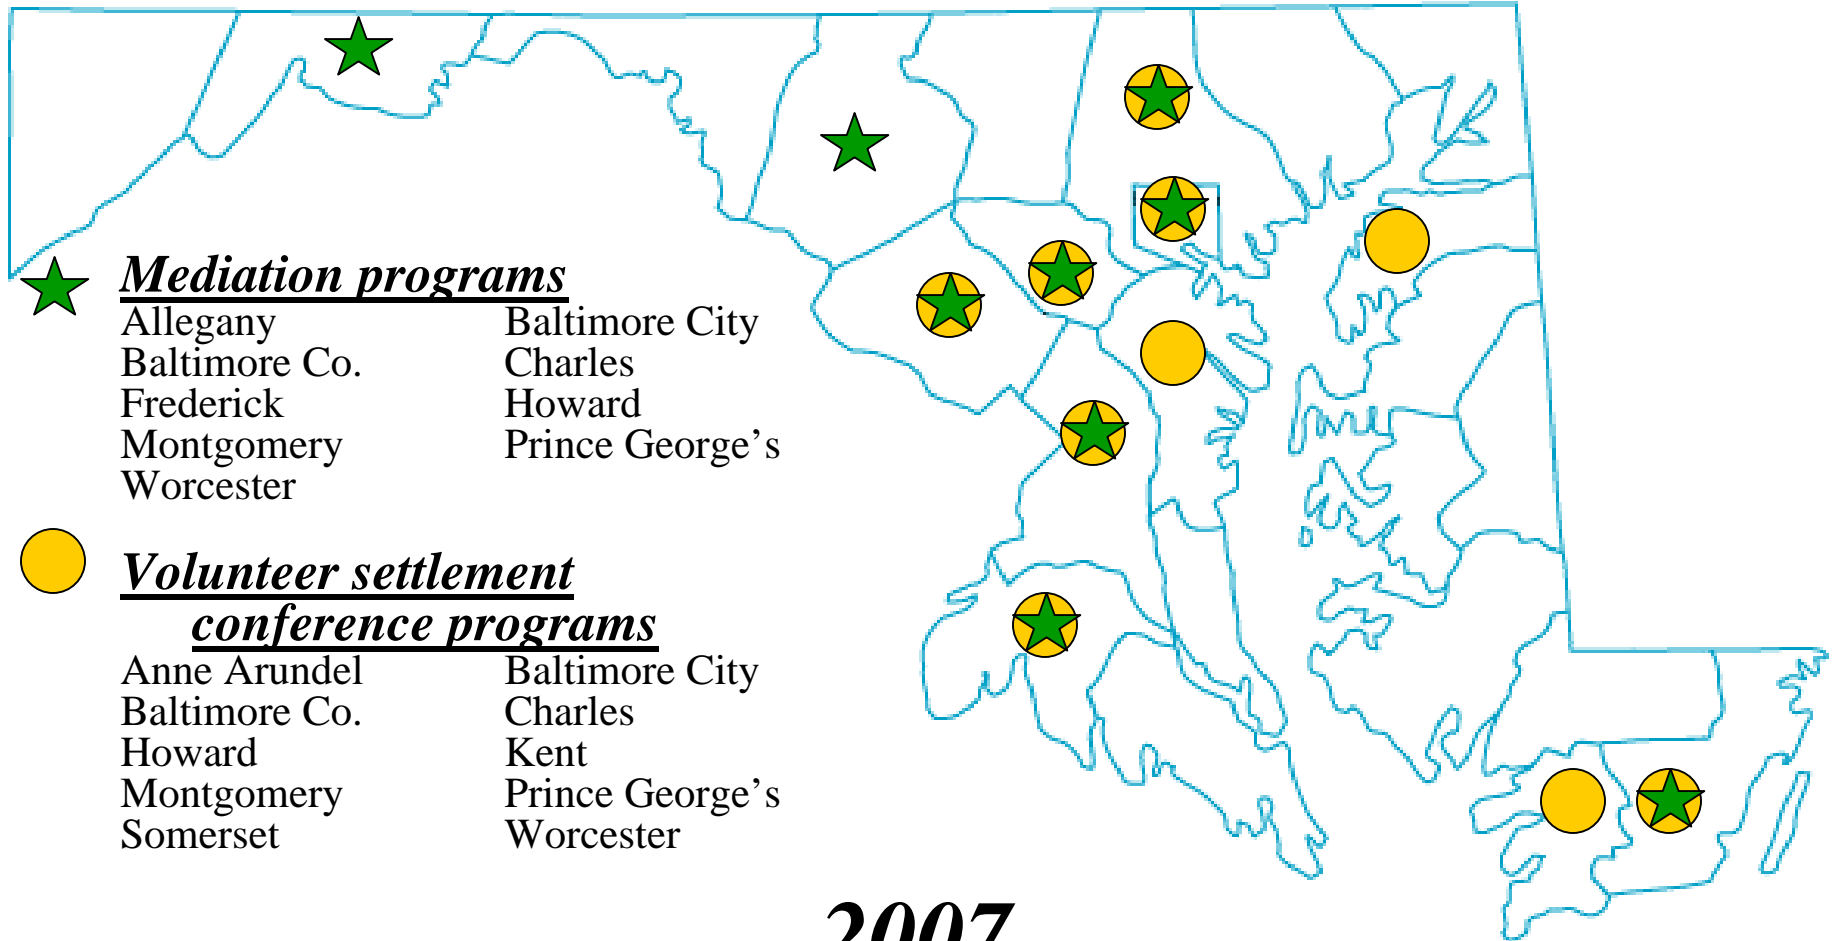 Mediation programs
Allegany Baltimore City
Baltimore Co. Charles
Frederick Howard
Montgomery Prince George’s
Worcester
Volunteer settlement
conference programs
Anne Arundel Baltimore City
Baltimore Co. Charles
Howard Kent
Montgomery Prince George’s
Somerset Worcester
2007